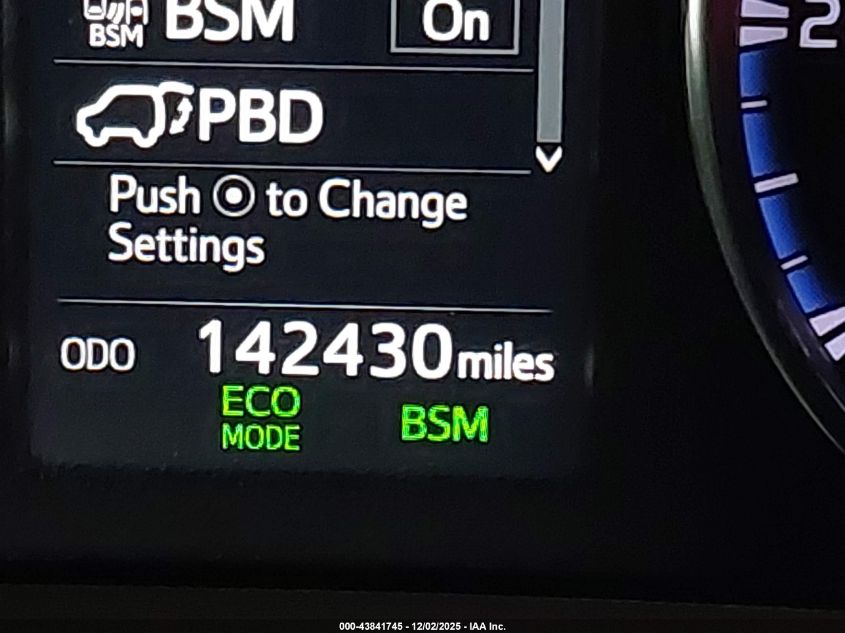 BSM BSM On
PBD
Push to Change
Settings
ODO 142430 miles
ECO
MODE
BSM
2
000-43841745 - 12/02/2025 - IAA Inc.